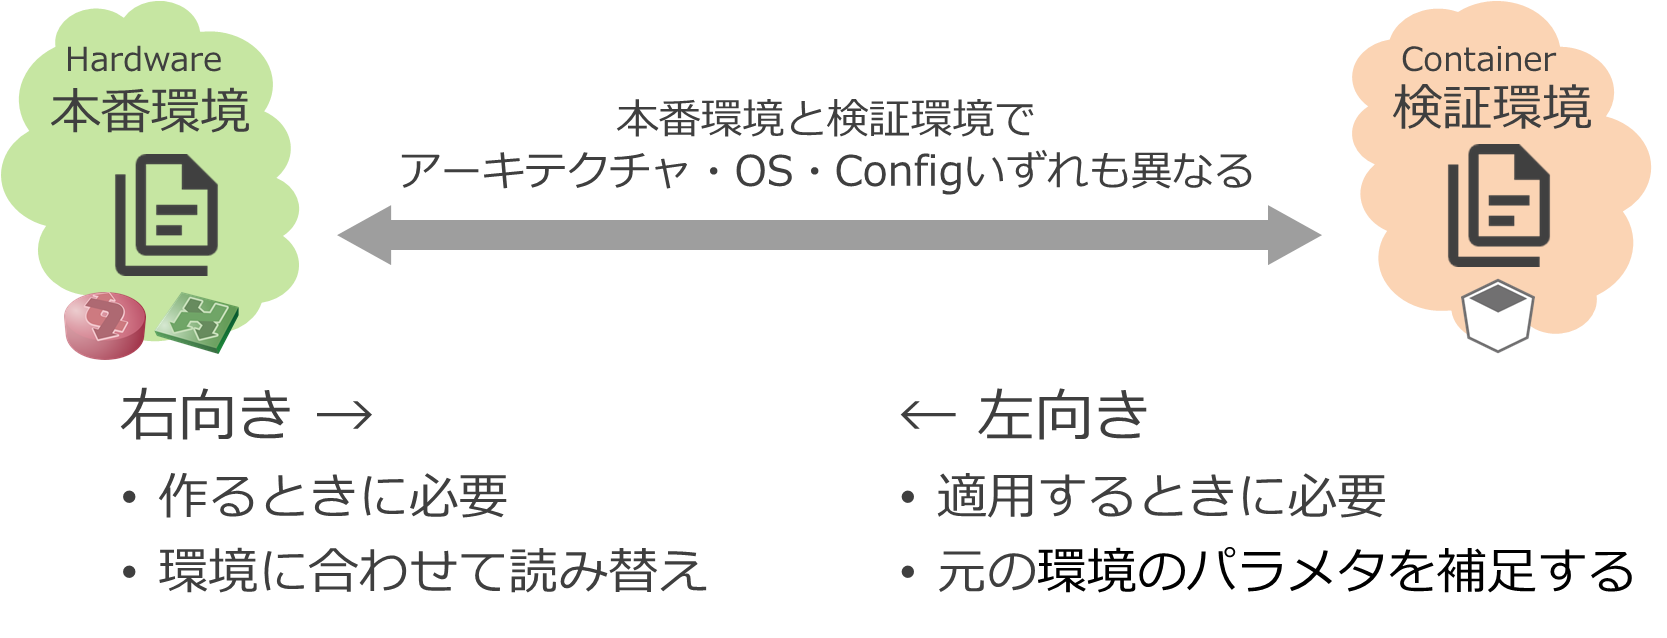 Hardware
本番環境
Container
検証環境
本番環境と検証環境で
アーキテクチャ・OS・Configいずれも異なる
右向き →
• 作るときに必要
• 環境に合わせて読み替え
← 左向き
• 適用するときに必要
• 元の環境のパラメタを補足する